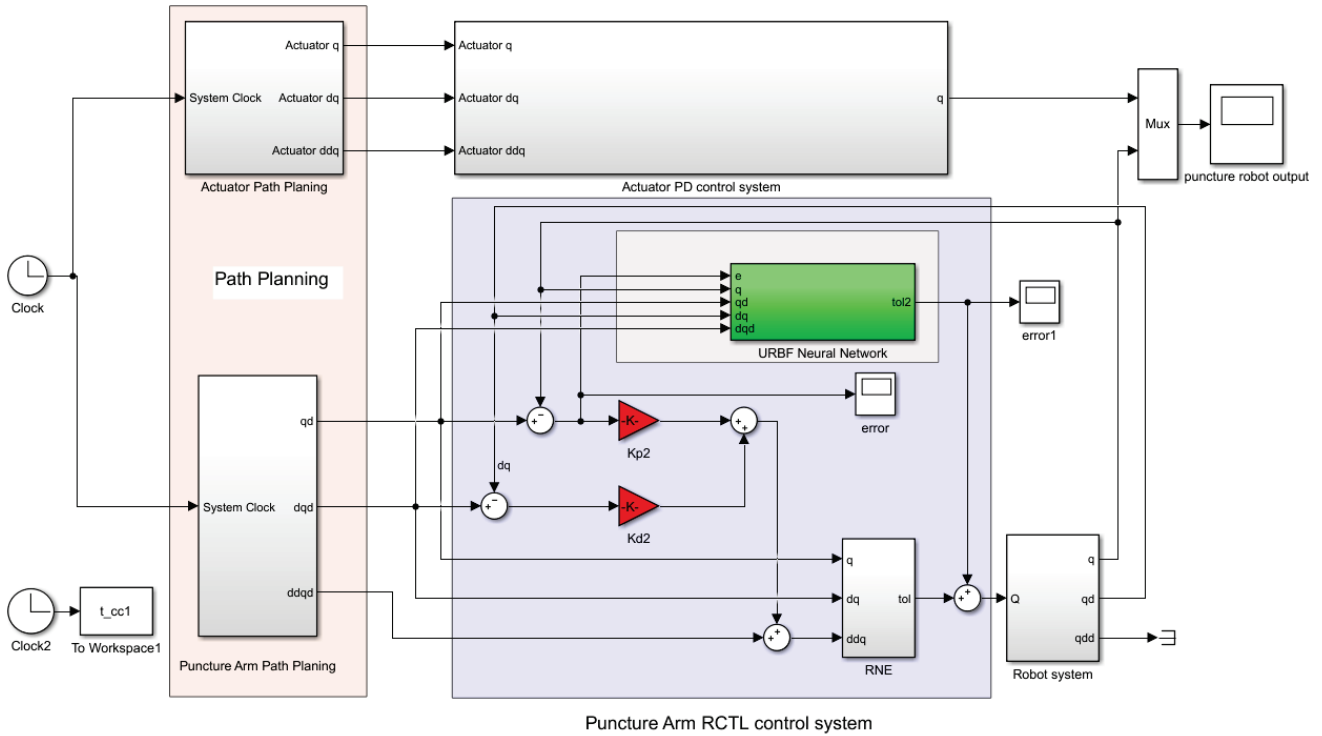 Actuator q
Actuator q
System Clock
Actuator dq
Actuator dq
q
Actuator ddq
Actuator ddq
Mux
Actuator Path Planing
Actuator PD control system
puncture robot output
Path Planning
Clock
e
q
qd
dq
dqd
tol2
URBF Neural Network
error1
error
qd
+
−
-K-
+
+
Kp2
dq
System Clock
dqd
+
−
-K-
Kd2
ddqd
q
dq
tol
ddq
RNE
+
+
+
+
Q
q
qd
qdd
Robot system
Clock2
t_cc1
To Workspace1
Puncture Arm Path Planing
Puncture Arm RCTL control system